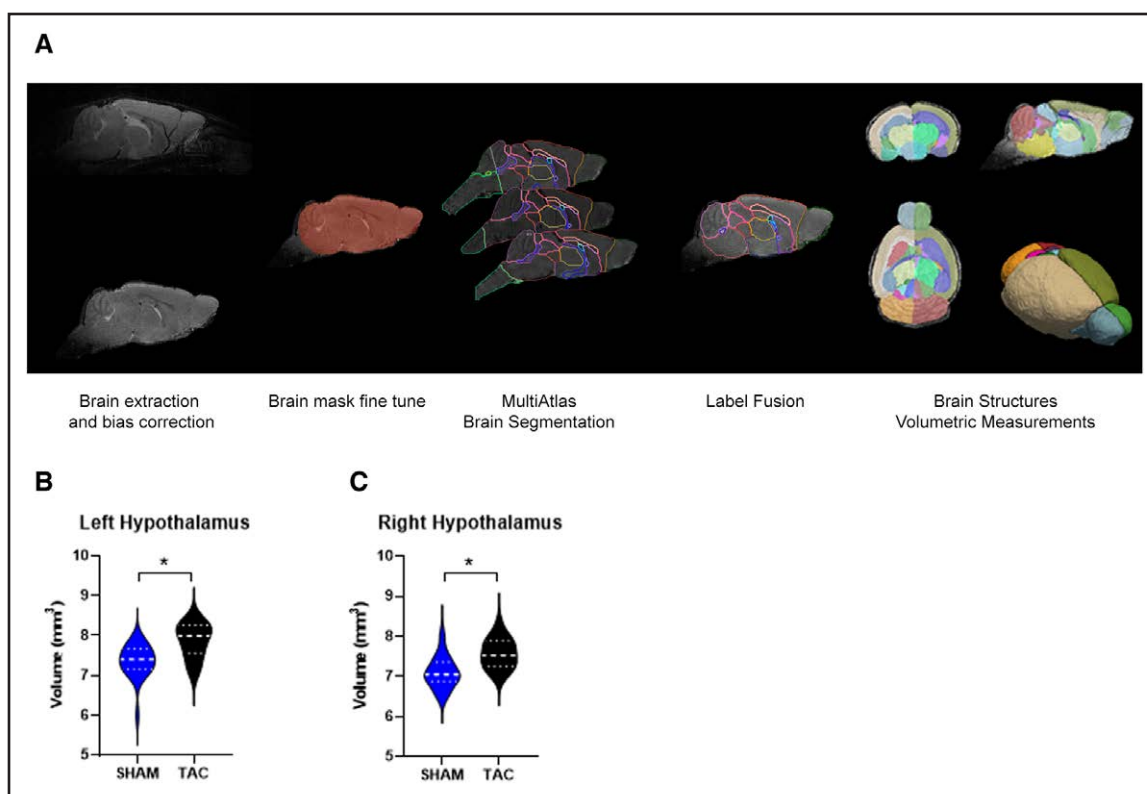 A
Brain extraction
and bias correction
Brain mask fine tune
MultiAtlas
Brain Segmentation
Label Fusion
Brain Structures
Volumetric Measurements
B
Left Hypothalamus
*
Volume (mm³)
10
9
8
7
6
5
SHAM
TAC
C
Right Hypothalamus
*
Volume (mm³)
10
9
8
7
6
5
SHAM
TAC